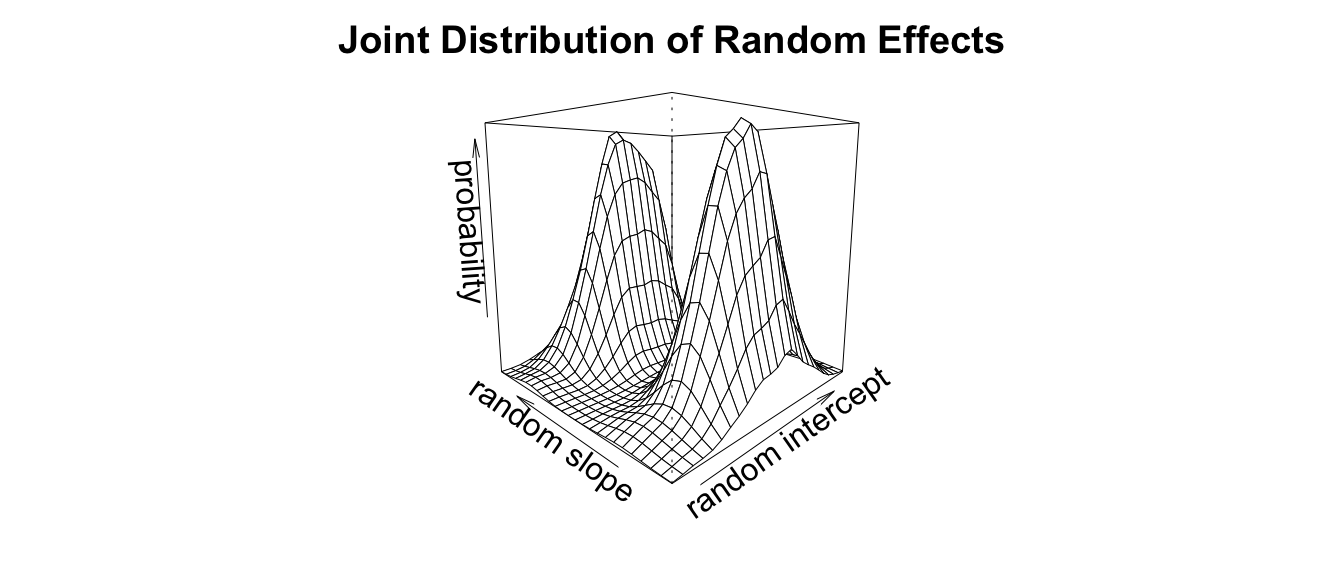 Joint Distribution of Random Effects
probability
random slope
random intercept